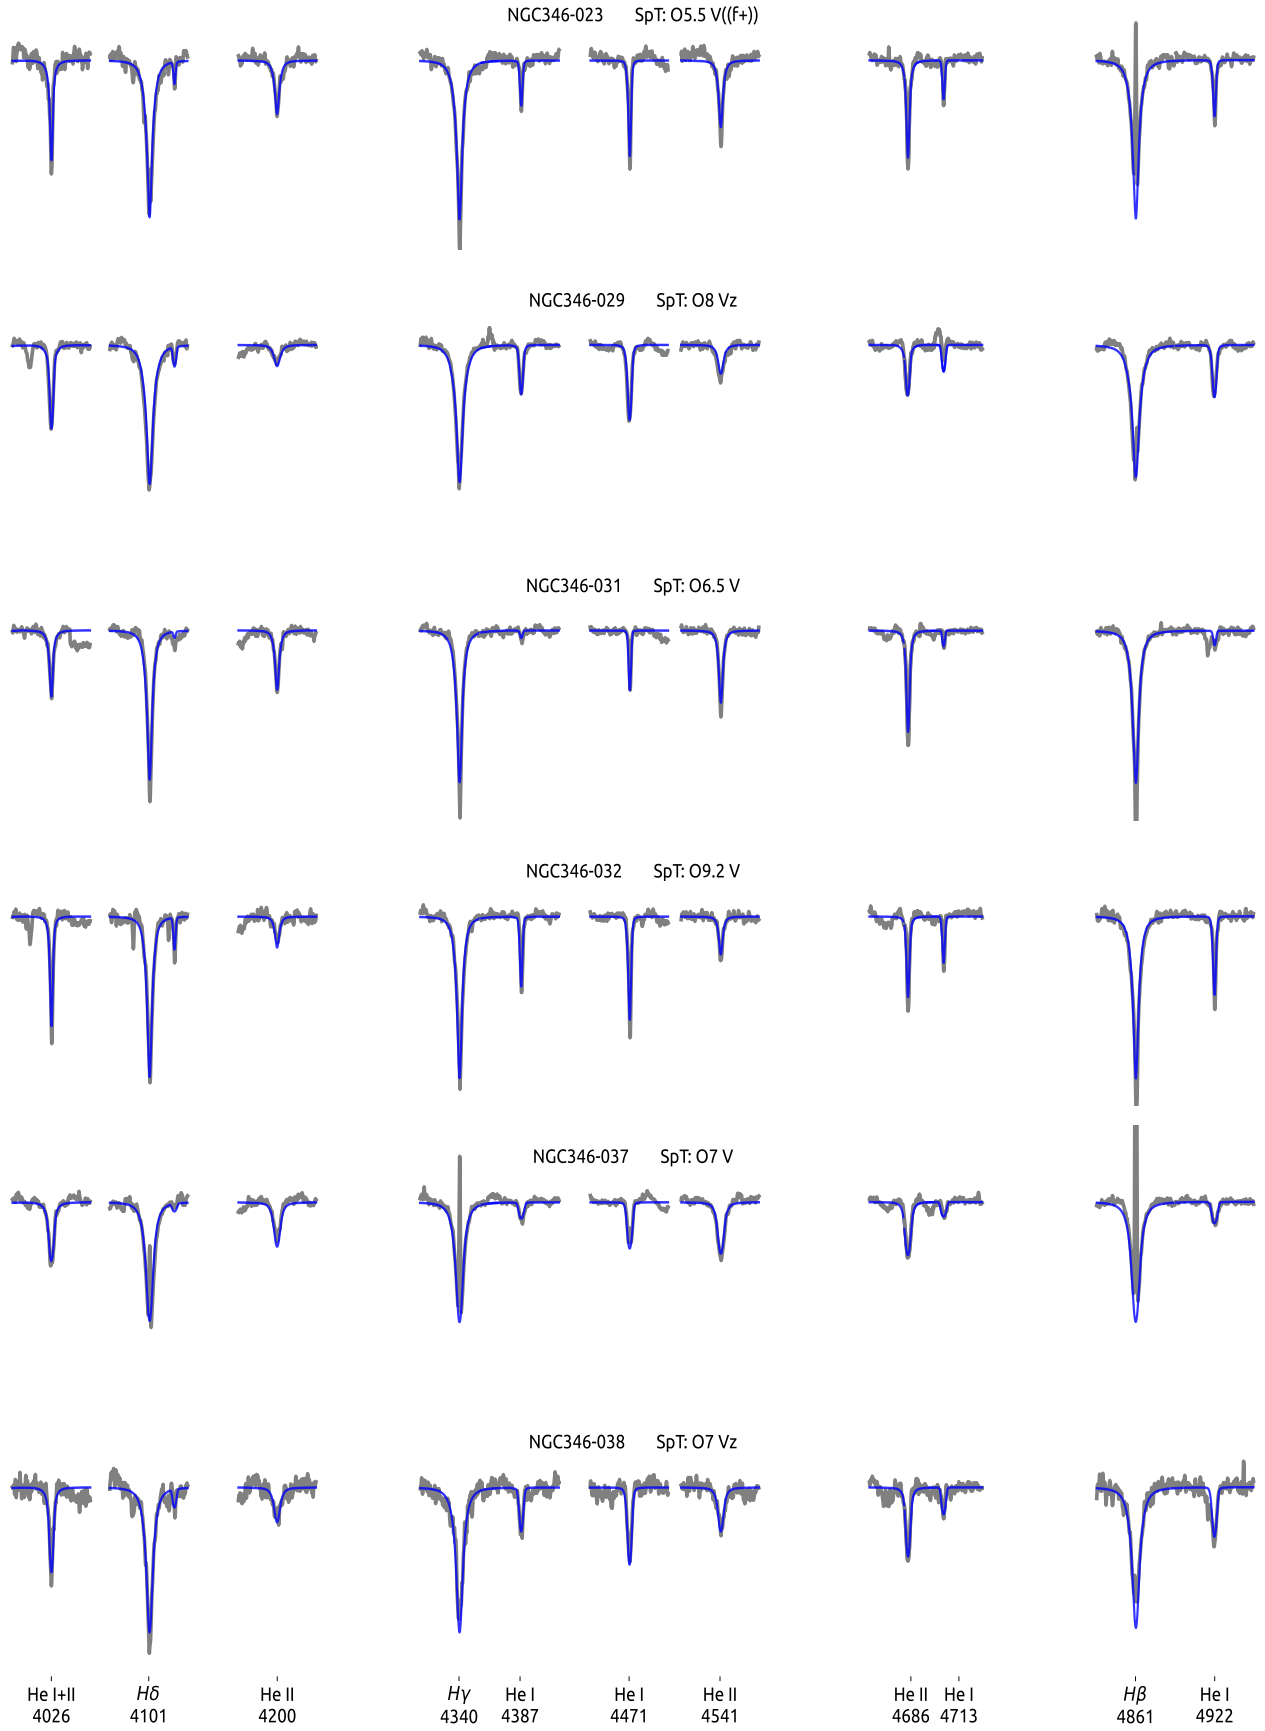 NGC346-023 SpT: O5.5 V((f+))
NGC346-029 SpT: O8 Vz
NGC346-031 SpT: O6.5 V
NGC346-032 SpT: O9.2 V
NGC346-037 SpT: O7 V
NGC346-038 SpT: O7 Vz
He I+II Hδ He II Hγ He I He I He II He II He I Hβ He I
4026 4101 4200 4340 4387 4471 4541 4686 4713 4861 4922